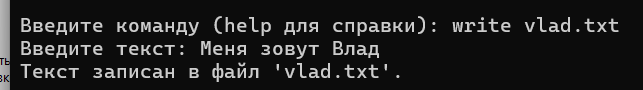 Введите команду (help для справки): write vlad.txt
Введите текст: Меня зовут Влад
Текст записан в файл 'vlad.txt'.